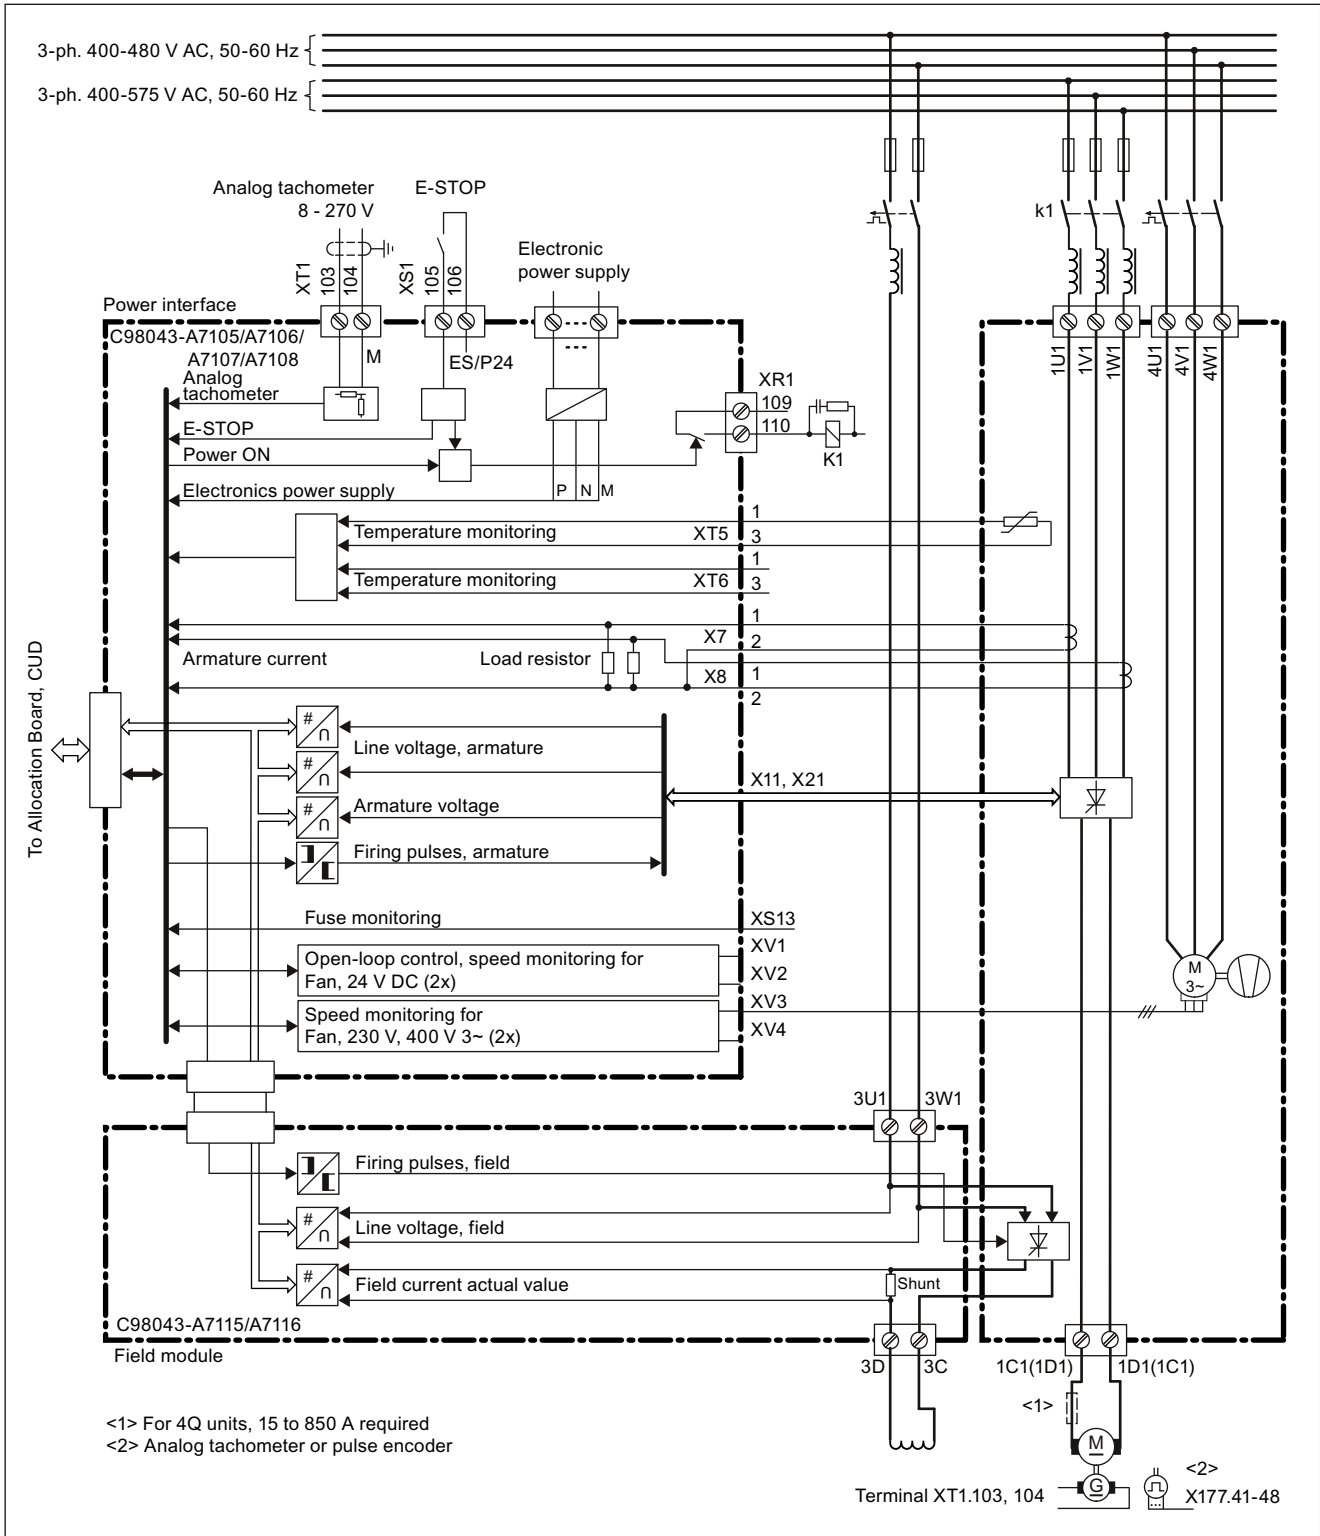 3-ph. 400-480 V AC, 50-60 Hz
3-ph. 400-575 V AC, 50-60 Hz
Analog tachometer
8 - 270 V
E-STOP
Electronic
power supply
k1
XT1
103
104
XS1
105
106
Power interface
C98043-A7105/A7106/
A7107/A7108
M
ES/P24
1U1
1V1
1W1
4U1
4V1
4W1
Analog
tachometer
XR1
109
110
K1
E-STOP
Power ON
Electronics power supply
P
N
M
Temperature monitoring
XT5
1
3
Temperature monitoring
XT6
1
3
Armature current
Load resistor
X7
1
2
X8
1
2
To Allocation Board, CUD
#
∩
Line voltage, armature
#
∩
X11, X21
#
∩
Armature voltage
Firing pulses, armature
Fuse monitoring
XS13
XV1
Open-loop control, speed monitoring for
Fan, 24 V DC (2x)
XV2
XV3
Speed monitoring for
Fan, 230 V, 400 V 3~ (2x)
XV4
M
3~
3U1
3W1
Firing pulses, field
#
∩
Line voltage, field
#
∩
Field current actual value
Shunt
C98043-A7115/A7116
Field module
3D
3C
1C1(1D1)
1D1(1C1)
<1>
<1> For 4Q units, 15 to 850 A required
<2> Analog tachometer or pulse encoder
M
G
<2>
Terminal XT1.103, 104
X177.41-48